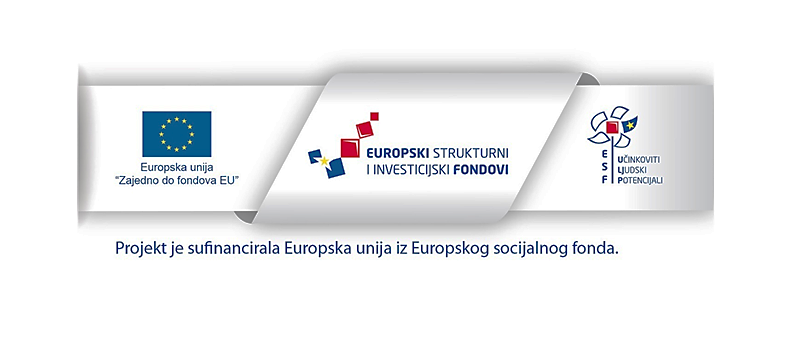 Europska unija
"Zajedno do fondova EU"
EUROPSKI STRUKTURNI
I INVESTICIJSKI FONDOVI
ESF
UČINKOVITI
LJUDSKI
POTENCIJALI
Projekt je sufinancirala Europska unija iz Europskog socijalnog fonda.